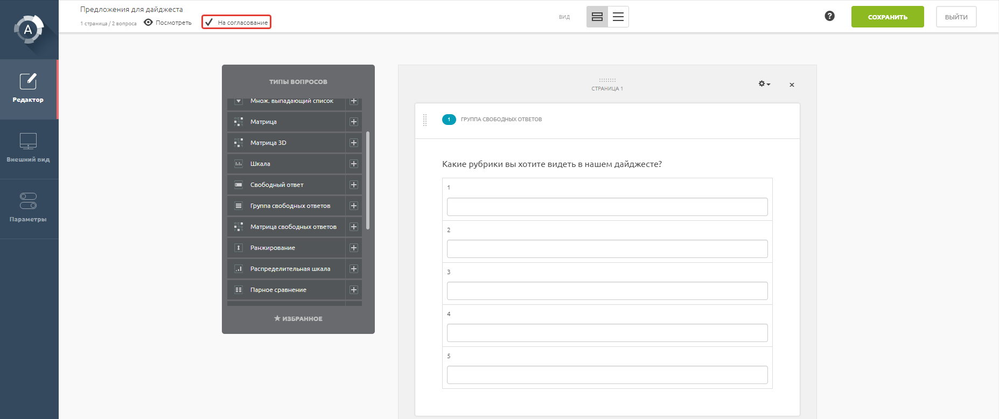 A
Редактор
Внешний вид
Параметры
Предложения для дайджеста
1 страница / 2 вопроса
Посмотреть
На согласование
ВИД
?
СОХРАНИТЬ
ВЫЙТИ
ТИПЫ ВОПРОСОВ
Множ. выпадающий список
Матрица
Матрица 3D
Шкала
Свободный ответ
Группа свободных ответов
Матрица свободных ответов
Ранжирование
Распределительная шкала
Парное сравнение
ИЗБРАННОЕ
СТРАНИЦА 1
1 ГРУППА СВОБОДНЫХ ОТВЕТОВ
Какие рубрики вы хотите видеть в нашем дайджесте?
1
2
3
4
5